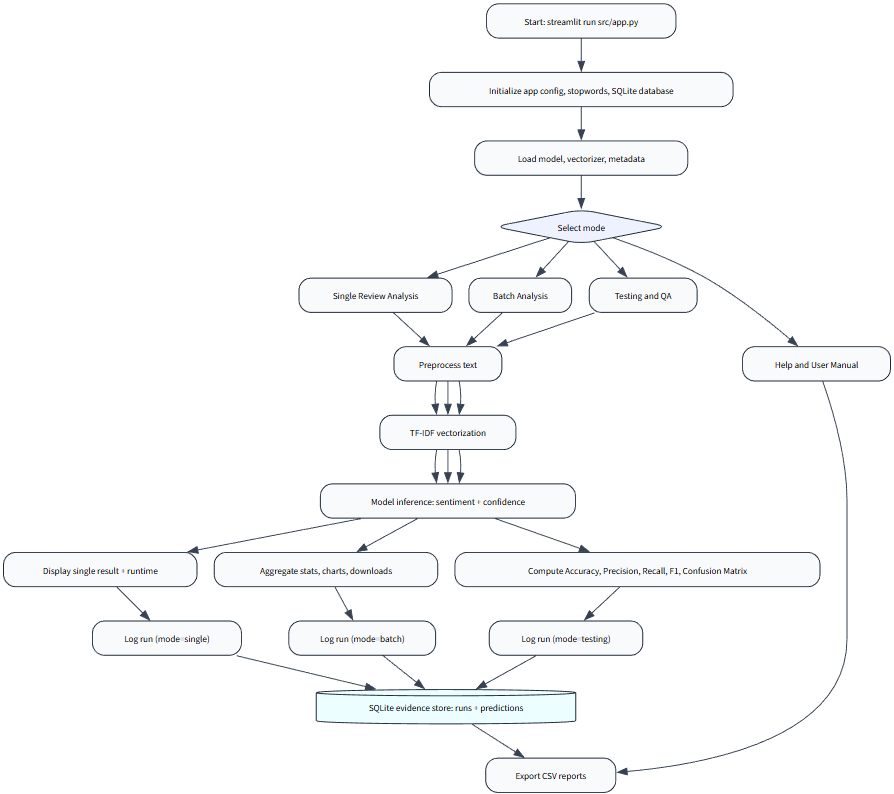 Start: streamlit run src/app.py
Initialize app config, stopwords, SQLite database
Load model, vectorizer, metadata
Select mode
Single Review Analysis
Batch Analysis
Testing and QA
Preprocess text
Help and User Manual
TF-IDF vectorization
Model inference: sentiment + confidence
Display single result + runtime
Aggregate stats, charts, downloads
Compute Accuracy, Precision, Recall, F1, Confusion Matrix
Log run (mode=single)
Log run (mode=batch)
Log run (mode=testing)
SQLite evidence store: runs + predictions
Export CSV reports